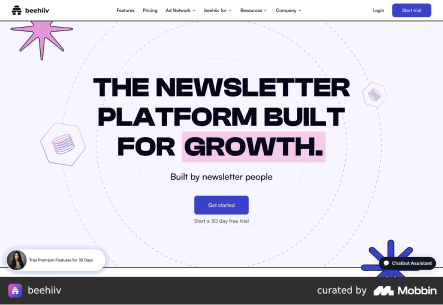 beehiiv
Features Pricing Ad Network beehiiv for Resources Company Login Start trial
THE NEWSLETTER
PLATFORM BUILT
FOR GROWTH.
Built by newsletter people
Get started
Start a 30 day free trial
Trial Premium Features for 30 Days
Chatbot Assistant
beehiiv
curated by Mobbin